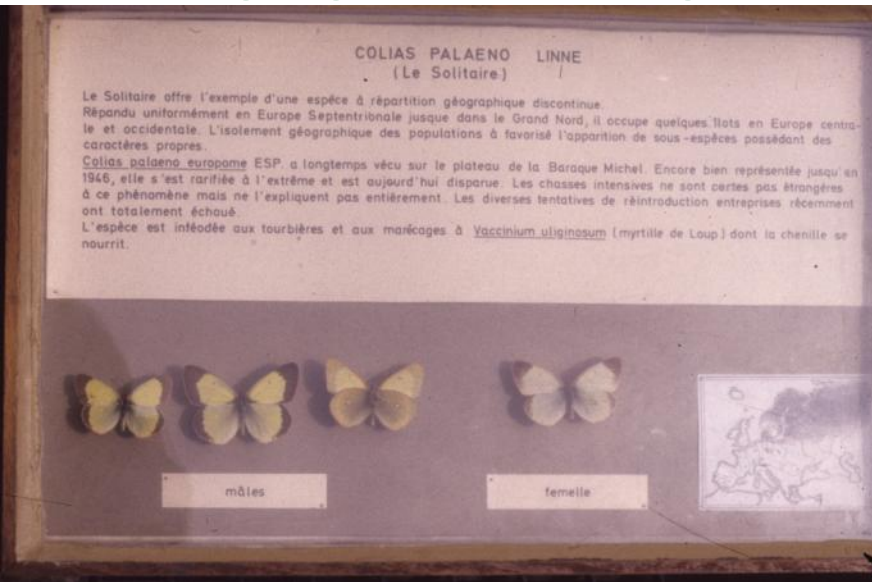 COLIAS PALAENO LINNE
(Le Solitaire)
Le Solitaire offre l'exemple d'une espèce à répartition géographique discontinue.
Répandu uniformément en Europe Septentrionale jusque dans le Grand Nord, il occupe quelques îlots en Europe centra-
le et occidentale. L'isolement géographique des populations à favorisé l'apparition de sous-espèces possédant des
caractères propres.
Colias palaeno europome ESP. a longtemps vécu sur le plateau de la Baraque Michel. Encore bien représentée jusqu'en
1946, elle s'est rarifiée à l'extrême et est aujourd'hui disparue. Les chasses intensives ne sont certes pas étrangères
à ce phénomène mais ne l'expliquent pas entièrement. Les diverses tentatives de réintroduction entreprises récemment
ont totalement échoué.
L'espèce est inféodée aux tourbières et aux marécages à Vaccinium uliginosum (myrtille de Loup) dont la chenille se
nourrit.
mâles
femelle